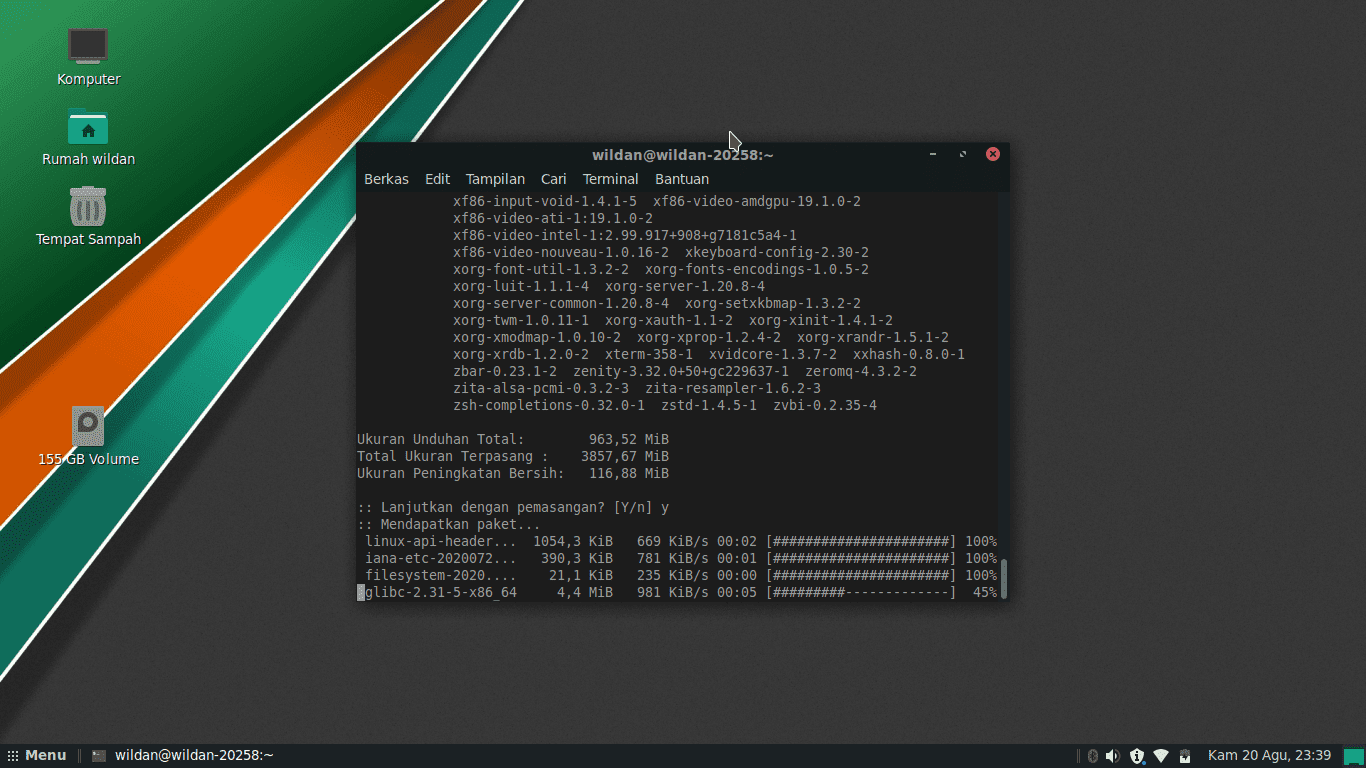 Komputer
Rumah wildan
Tempat Sampah
155 GB Volume
wildan@wildan-20258:~
Berkas Edit Tampilan Cari Terminal Bantuan
xf86-input-void-1.4.1-5 xf86-video-amdgpu-19.1.0-2
xf86-video-ati-1:19.1.0-2
xf86-video-intel-1:2.99.917+908+g7181c5a4-1
xf86-video-nouveau-1.0.16-2 xkeyboard-config-2.30-2
xorg-font-util-1.3.2-2 xorg-fonts-encodings-1.0.5-2
xorg-luit-1.1.1-4 xorg-server-1.20.8-4
xorg-server-common-1.20.8-4 xorg-setxkbmap-1.3.2-2
xorg-twm-1.0.11-1 xorg-xauth-1.1-2 xorg-xinit-1.4.1-2
xorg-xmodmap-1.0.10-2 xorg-xprop-1.2.4-2 xorg-xrandr-1.5.1-2
xorg-xrdb-1.2.0-2 xterm-358-1 xvidcore-1.3.7-2 xxhash-0.8.0-1
zbar-0.23.1-2 zenity-3.32.0+50+gc229637-1 zeromq-4.3.2-2
zita-alsa-pcmi-0.3.2-3 zita-resampler-1.6.2-3
zsh-completions-0.32.0-1 zstd-1.4.5-1 zvbi-0.2.35-4
Ukuran Unduhan Total: 963,52 MiB
Total Ukuran Terpasang : 3857,67 MiB
Ukuran Peningkatan Bersih: 116,88 MiB
:: Lanjutkan dengan pemasangan? [Y/n] y
:: Mendapatkan paket...
linux-api-header... 1054,3 KiB 669 KiB/s 00:02 [######################] 100%
iana-etc-2020072... 390,3 KiB 781 KiB/s 00:01 [######################] 100%
filesystem-2020.... 21,1 KiB 235 KiB/s 00:00 [######################] 100%
glibc-2.31-5-x86_64 4,4 MiB 981 KiB/s 00:05 [#########-------------] 45%
Menu wildan@wildan-20258:~ Kam 20 Agu, 23:39